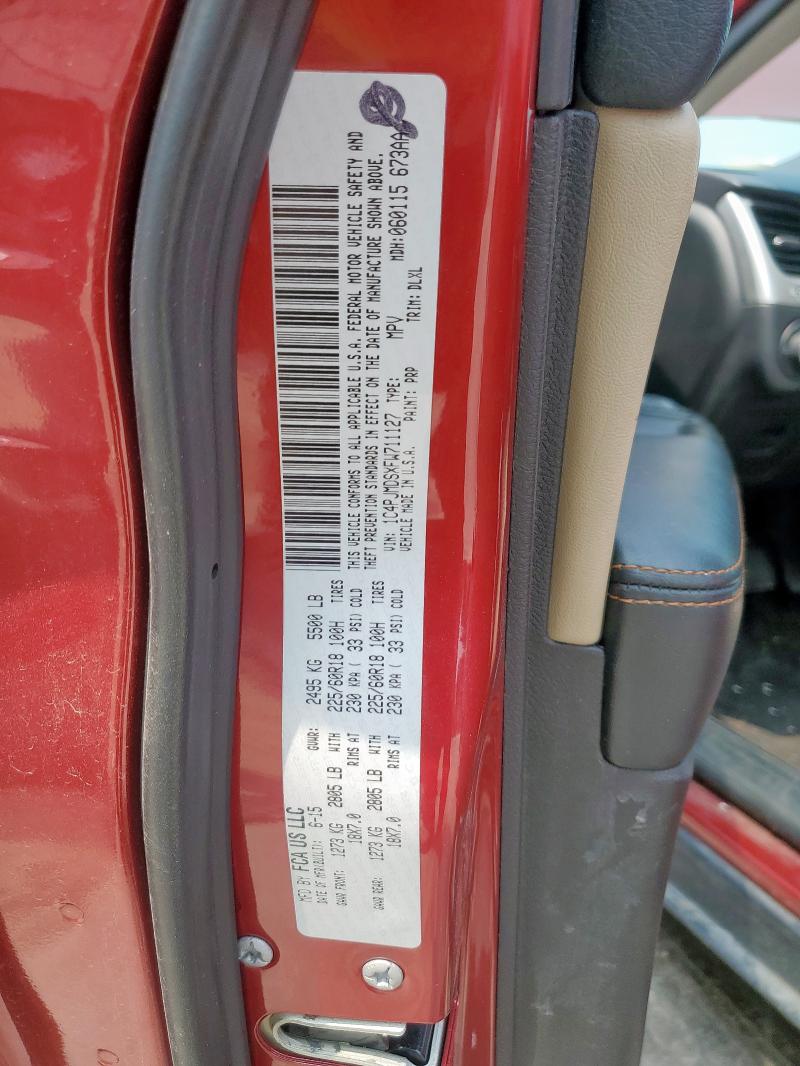 MFD BY FCA US LLC
DATE OF MFR(BUILT): 6-15 GVWR: 2495 KG 5500 LB
GAWR FRONT: 1273 KG 2805 LB WITH 225/60R18 100H TIRES
18X7.0 RIMS AT 230 KPA ( 33 PSI) COLD
GAWR REAR: 1273 KG 2805 LB WITH 225/60R18 100H TIRES
18X7.0 RIMS AT 230 KPA ( 33 PSI) COLD
THIS VEHICLE CONFORMS TO ALL APPLICABLE U.S.A. FEDERAL MOTOR VEHICLE SAFETY AND
THEFT PREVENTION STANDARDS IN EFFECT ON THE DATE OF MANUFACTURE SHOWN ABOVE.
VIN: 1C4PJMDSXFW711127 TYPE: MPV MDH:060115 673AA
VEHICLE MADE IN U.S.A. PAINT: PRP TRIM: DLXL